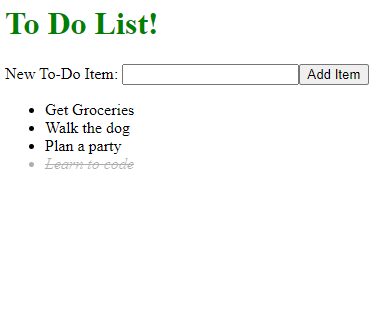 To Do List!
New To-Do Item: Add Item
Get Groceries
Walk the dog
Plan a party
Learn to code